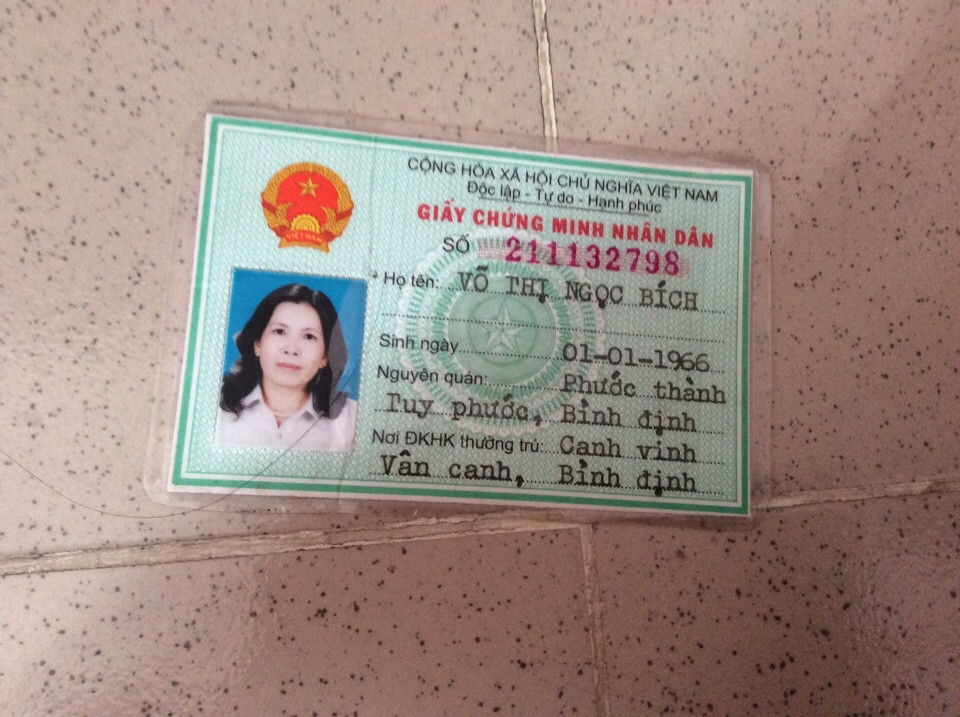 CỘNG HÒA XÃ HỘI CHỦ NGHĨA VIỆT NAM
Độc lập - Tự do - Hạnh phúc
GIẤY CHỨNG MINH NHÂN DÂN
SỐ 211132798
Họ tên: VÕ THỊ NGỌC BÍCH
Sinh ngày 01-01-1966
Nguyên quán: Phước thành
Tuy phước, Bình định
Nơi ĐKHK thường trú: Canh vinh
Vân canh, Bình định
VIỆT NAM